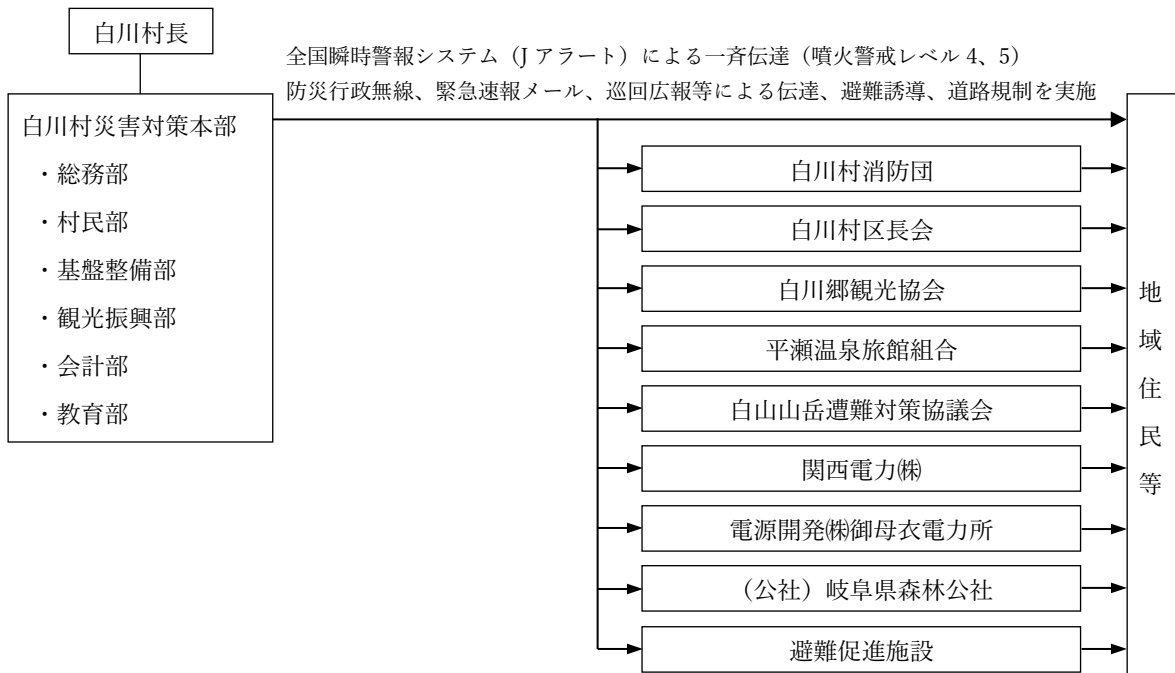 白川村長
全国瞬時警報システム（J アラート）による一斉伝達（噴火警戒レベル 4、5）
防災行政無線、緊急速報メール、巡回広報等による伝達、避難誘導、道路規制を実施
白川村災害対策本部
・総務部
・村民部
・基盤整備部
・観光振興部
・会計部
・教育部
白川村消防団
白川村区長会
白川郷観光協会
平瀬温泉旅館組合
白山山岳遭難対策協議会
関西電力㈱
電源開発㈱御母衣電力所
（公社）岐阜県森林公社
避難促進施設
地域住民等